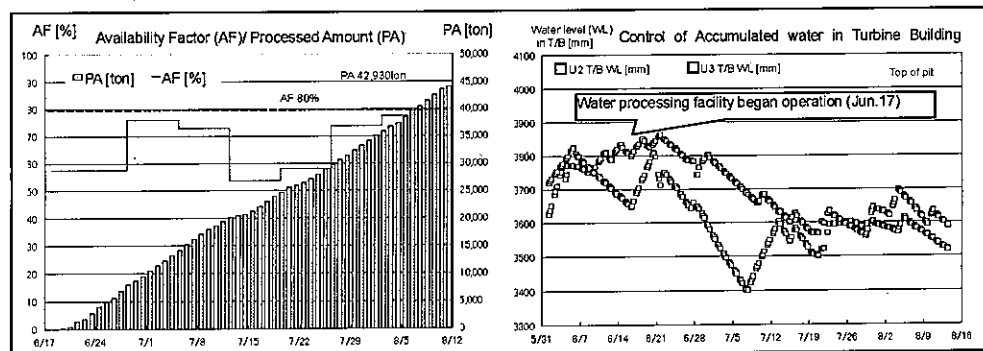 AF [%]
Availability Factor (AF)/ Processed Amount (PA)
PA [ton]
100
90
80
70
60
50
40
30
20
10
0
PA [ton]
AF [%]
PA 42,930ton
AF 80%
50,000
45,000
40,000
35,000
30,000
25,000
20,000
15,000
10,000
5,000
0
6/17 6/24 7/1 7/8 7/15 7/22 7/29 8/5 8/12
Water level (WL)
in T/B [mm]
Control of Accumulated water in Turbine Building
U2 T/B WL [mm]
U3 T/B WL [mm]
Top of pit
Water processing facility began operation (Jun.17)
3900
3800
3700
3600
3500
3400
3300
5/31 6/7 6/14 6/21 6/28 7/5 7/12 7/19 7/26 8/2 8/9 8/16